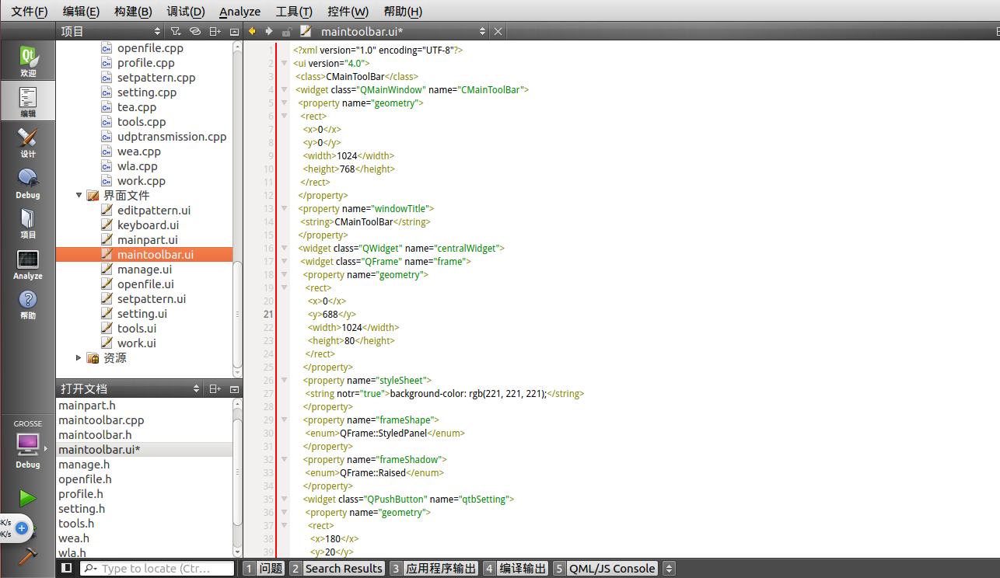 文件(F) 编辑(E) 构建(B) 调试(D) Analyze 工具(T) 控件(W) 帮助(H)
项目
maintoolbar.ui*
欢迎
编辑
设计
Debug
项目
Analyze
帮助
GROSSE
Debug
K/s
K/s
openfile.cpp
profile.cpp
setpattern.cpp
setting.cpp
tea.cpp
tools.cpp
udptransmission.cpp
wea.cpp
wla.cpp
work.cpp
界面文件
editpattern.ui
keyboard.ui
mainpart.ui
maintoolbar.ui
manage.ui
openfile.ui
setpattern.ui
setting.ui
tools.ui
work.ui
资源
打开文档
mainpart.h
maintoolbar.cpp
maintoolbar.h
maintoolbar.ui*
manage.h
openfile.h
profile.h
setting.h
tools.h
wea.h
wla.h
1 <?xml version="1.0" encoding="UTF-8"?>
2 <ui version="4.0">
3 <class>CMainToolBar</class>
4 <widget class="QMainWindow" name="CMainToolBar">
5 <property name="geometry">
6 <rect>
7 <x>0</x>
8 <y>0</y>
9 <width>1024</width>
10 <height>768</height>
11 </rect>
12 </property>
13 <property name="windowTitle">
14 <string>CMainToolBar</string>
15 </property>
16 <widget class="QWidget" name="centralWidget">
17 <widget class="QFrame" name="frame">
18 <property name="geometry">
19 <rect>
20 <x>0</x>
21 <y>688</y>
22 <width>1024</width>
23 <height>80</height>
24 </rect>
25 </property>
26 <property name="styleSheet">
27 <string notr="true">background-color: rgb(221, 221, 221);</string>
28 </property>
29 <property name="frameShape">
30 <enum>QFrame::StyledPanel</enum>
31 </property>
32 <property name="frameShadow">
33 <enum>QFrame::Raised</enum>
34 </property>
35 <widget class="QPushButton" name="qtbSetting">
36 <property name="geometry">
37 <rect>
38 <x>180</x>
39 <y>20</y>
Type to locate (Ctr... 1 问题 2 Search Results 3 应用程序输出 4 编译输出 5 QML/JS Console